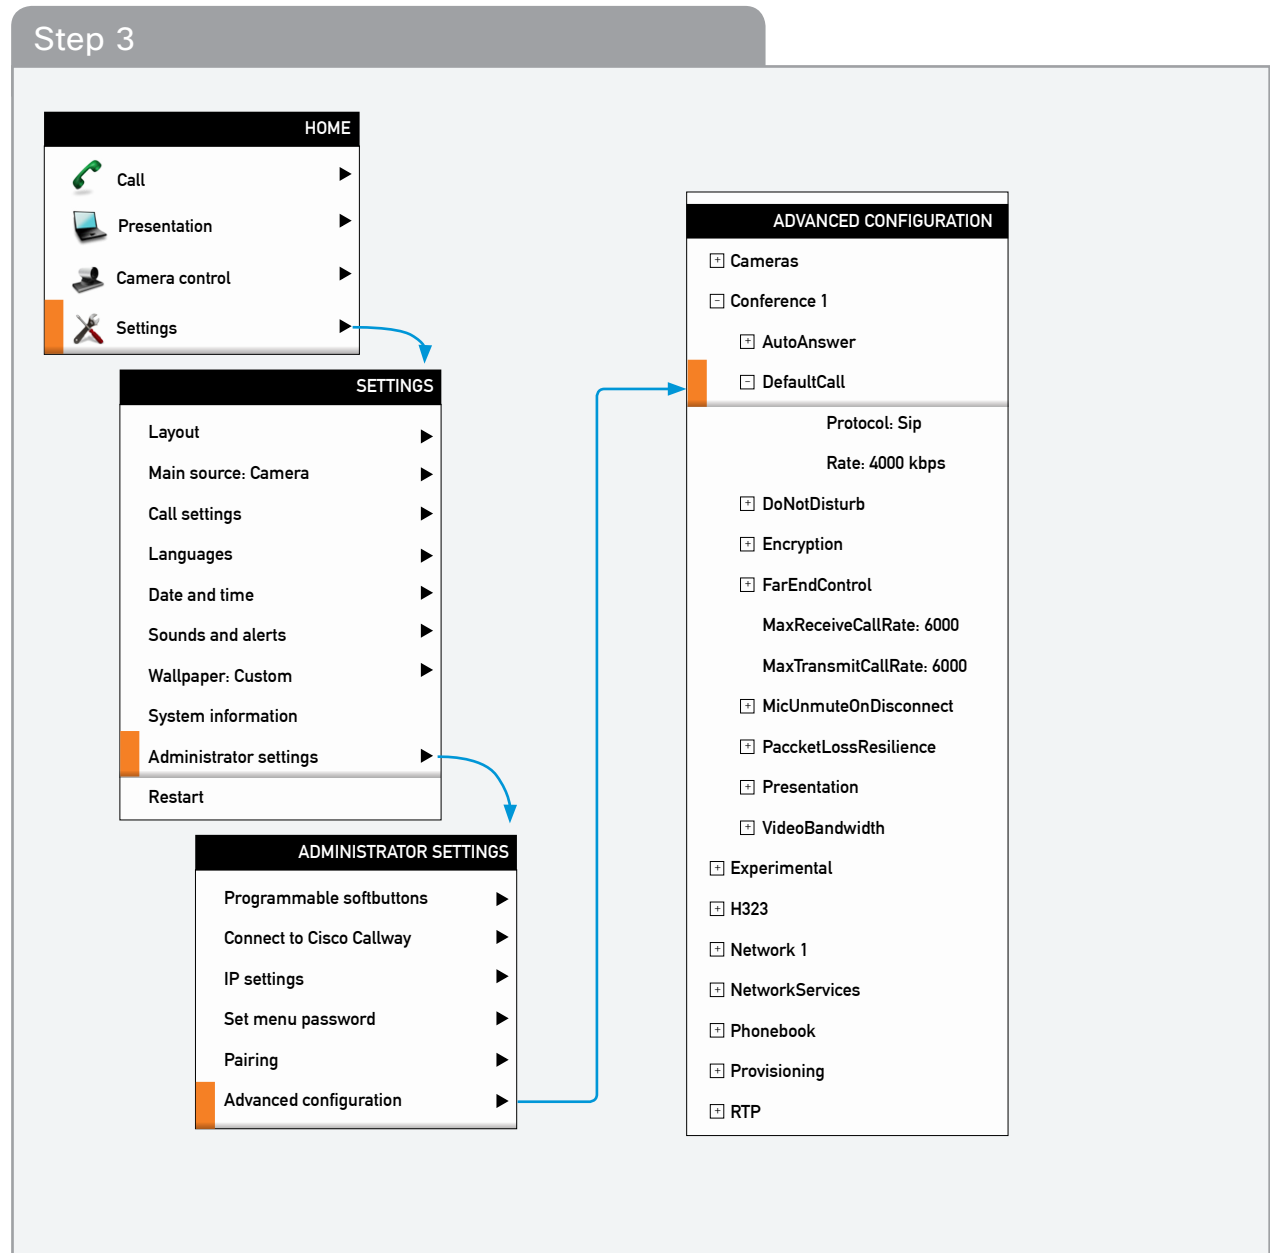 Step 3
HOME
Call
Presentation
Camera control
Settings
SETTINGS
Layout
Main source: Camera
Call settings
Languages
Date and time
Sounds and alerts
Wallpaper: Custom
System information
Administrator settings
Restart
ADMINISTRATOR SETTINGS
Programmable softbuttons
Connect to Cisco Callway
IP settings
Set menu password
Pairing
Advanced configuration
ADVANCED CONFIGURATION
Cameras
Conference 1
AutoAnswer
DefaultCall
Protocol: Sip
Rate: 4000 kbps
DoNotDisturb
Encryption
FarEndControl
MaxReceiveCallRate: 6000
MaxTransmitCallRate: 6000
MicUnmuteOnDisconnect
PaccketLossResilience
Presentation
VideoBandwidth
Experimental
H323
Network 1
NetworkServices
Phonebook
Provisioning
RTP